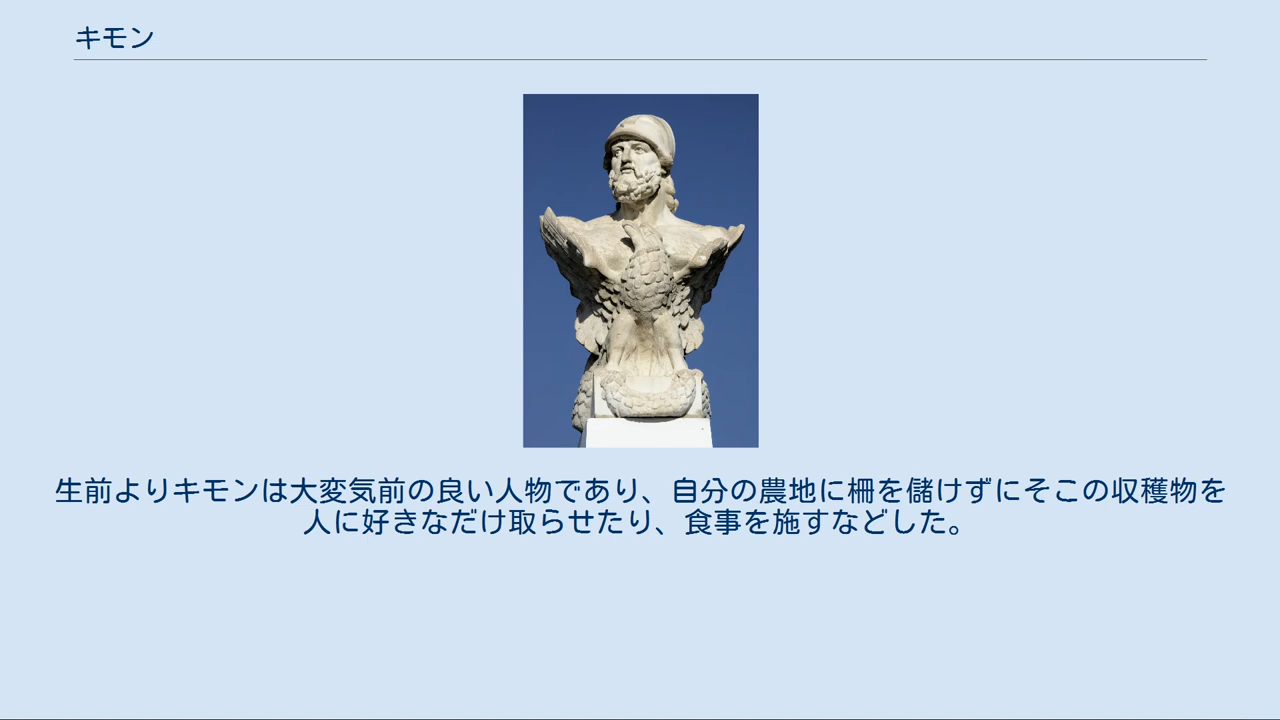 キモン
生前よりキモンは大変気前の良い人物であり、自分の農地に柵を儲けずにそこの収穫物を
人に好きなだけ取らせたり、食事を施すなどした。